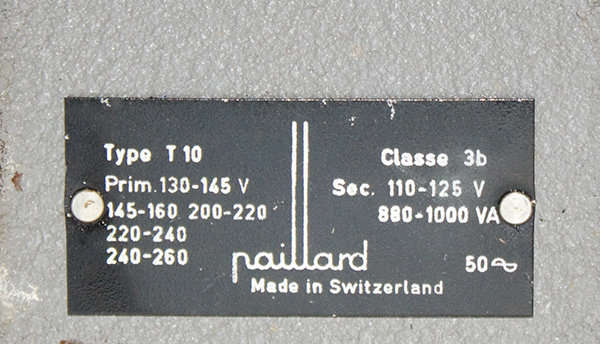 Type T 10
Prim. 130-145 V
145-160 200-220
220-240
240-260
Classe 3b
Sec. 110-125 V
880-1000 VA
50~
paillard
Made in Switzerland